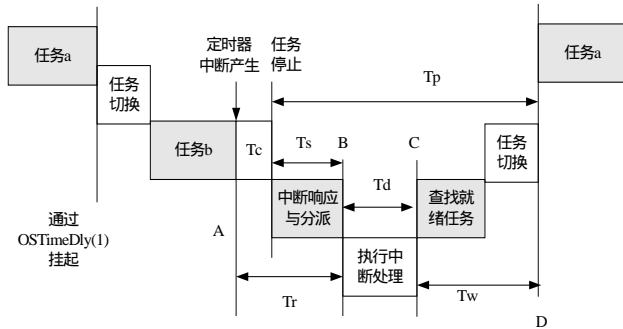 任务a
任务
切换
任务b
定时器
中断产生
任务
停止
Tc
Tp
任务a
Ts
B
C
任务
切换
A
中断响应
与分派
Td
查找就
绪任务
通过
OSTimeDly(1)
挂起
执行中
断处理
Tr
Tw
D